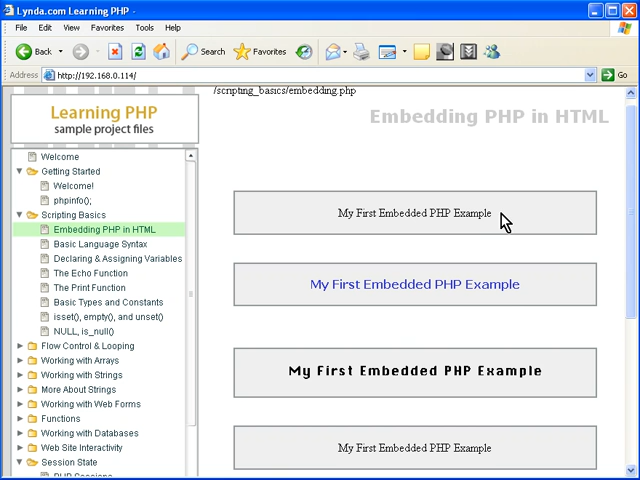 Lynda.com Learning PHP -
File Edit View Favorites Tools Help
Back Search Favorites
Address http://192.168.0.114/ Go
/scripting_basics/embedding.php
Learning PHP
sample project files
Embedding PHP in HTML
Welcome
Getting Started
Welcome!
phpinfo();
Scripting Basics
Embedding PHP in HTML
Basic Language Syntax
Declaring & Assigning Variables
The Echo Function
The Print Function
Basic Types and Constants
isset(), empty(), and unset()
NULL, is_null()
Flow Control & Looping
Working with Arrays
Working with Strings
More About Strings
Working with Web Forms
Functions
Working with Databases
Web Site Interactivity
Session State
PHP Sessions
My First Embedded PHP Example
My First Embedded PHP Example
My First Embedded PHP Example
My First Embedded PHP Example